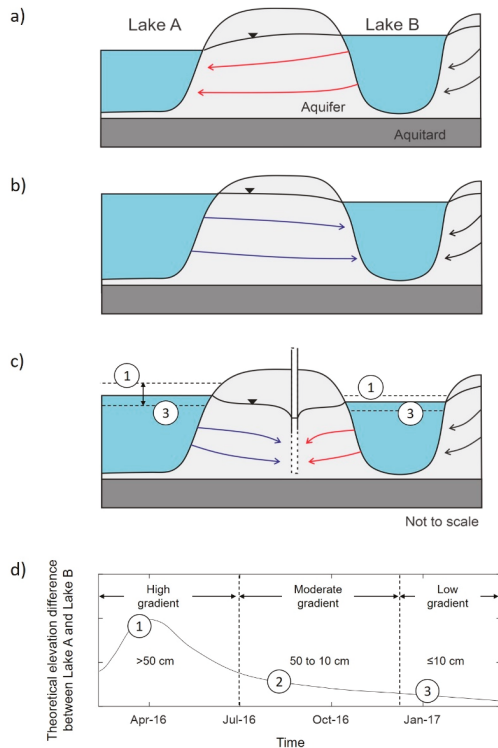 a)
Lake A
Lake B
Aquifer
Aquitard
b)
c)
1
1
3
3
Not to scale
d)
Theoretical elevation difference
between Lake A and Lake B
High
gradient
Moderate
gradient
Low
gradient
1
>50 cm
50 to 10 cm
≤10 cm
2
3
Apr-16
Jul-16
Oct-16
Jan-17
Time